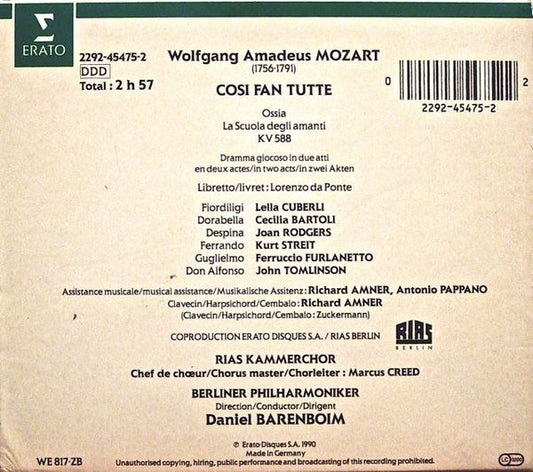 ERATO
2292-45475-2
DDD
Total : 2 h 57
Wolfgang Amadeus MOZART
(1756-1791)
COSI FAN TUTTE
0
2292-45475-2
2
Ossia
La Scuola degli amanti
KV 588
Dramma giocoso in due atti
en deux actes/in two acts/in zwei Akten
Libretto/livret : Lorenzo da Ponte
Fiordiligi Lella CUBERLI
Dorabella Cecilia BARTOLI
Despina Joan RODGERS
Ferrando Kurt STREIT
Guglielmo Ferruccio FURLANETTO
Don Alfonso John TOMLINSON
Assistance musicale/musical assistance/Musikalische Assitenz : Richard AMNER, Antonio PAPPANO
Clavecin/Harpsichord/Cembalo : Richard AMNER
(Clavecin/Harpsichord/Cembalo : Zuckermann)
COPRODUCTION ERATO DISQUES S.A. / RIAS BERLIN
RIAS
BERLIN
RIAS KAMMERCHOR
Chef de chœur/Chorus master/Chorleiter : Marcus CREED
BERLINER PHILHARMONIKER
Direction/Conductor/Dirigent
Daniel BARENBOIM
℗ Erato Disques S.A. 1990
Made in Germany
WE 817-ZB
Unauthorised copying, hiring, public performance and broadcasting of this recording prohibited.
LC 0200